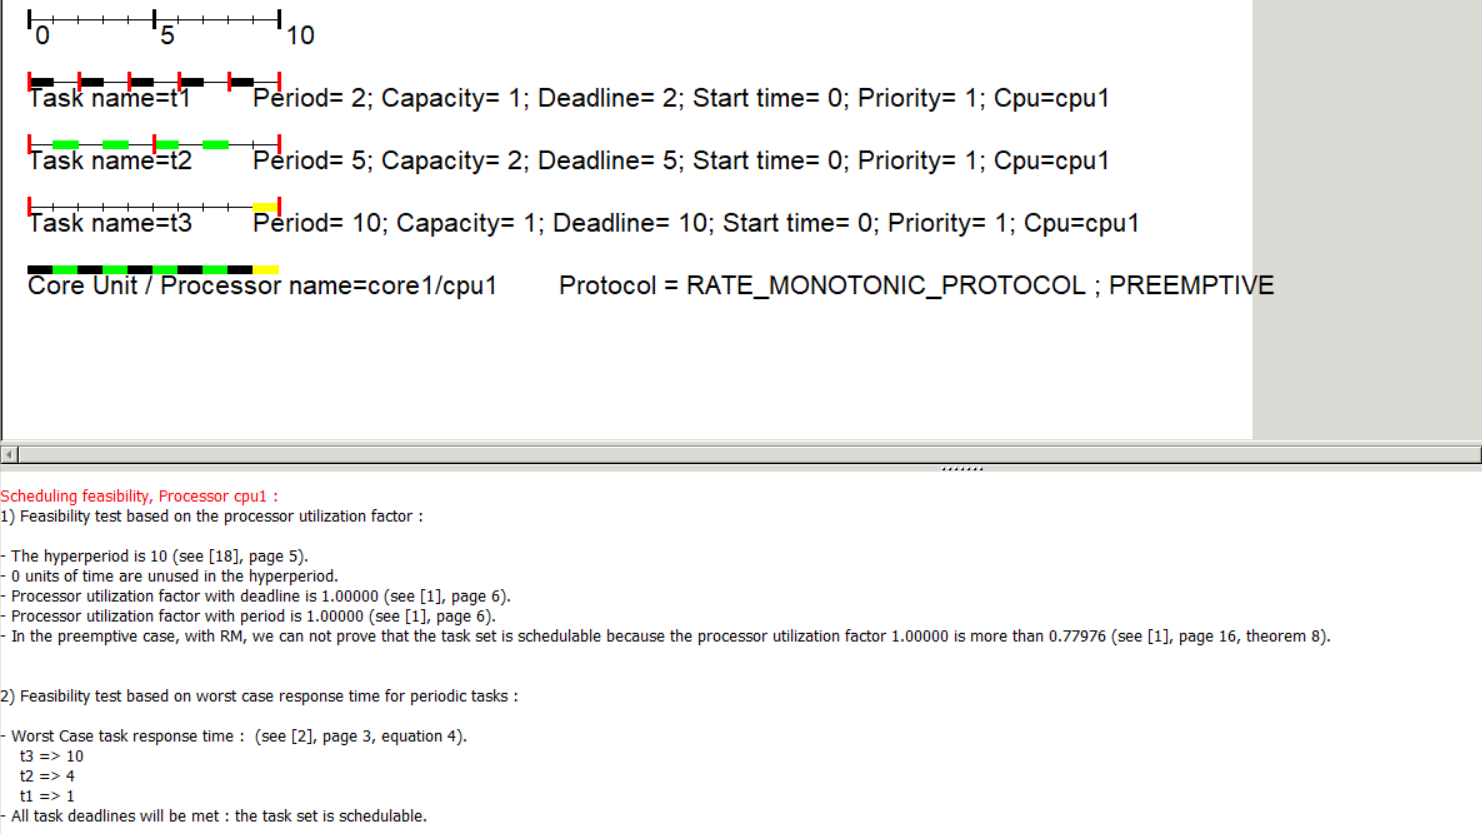 0 5 10
Task name=t1 Period= 2; Capacity= 1; Deadline= 2; Start time= 0; Priority= 1; Cpu=cpu1
Task name=t2 Period= 5; Capacity= 2; Deadline= 5; Start time= 0; Priority= 1; Cpu=cpu1
Task name=t3 Period= 10; Capacity= 1; Deadline= 10; Start time= 0; Priority= 1; Cpu=cpu1
Core Unit / Processor name=core1/cpu1 Protocol = RATE_MONOTONIC_PROTOCOL ; PREEMPTIVE
Scheduling feasibility, Processor cpu1 :
1) Feasibility test based on the processor utilization factor :
- The hyperperiod is 10 (see [18], page 5).
- 0 units of time are unused in the hyperperiod.
- Processor utilization factor with deadline is 1.00000 (see [1], page 6).
- Processor utilization factor with period is 1.00000 (see [1], page 6).
- In the preemptive case, with RM, we can not prove that the task set is schedulable because the processor utilization factor 1.00000 is more than 0.77976 (see [1], page 16, theorem 8).
2) Feasibility test based on worst case response time for periodic tasks :
- Worst Case task response time : (see [2], page 3, equation 4).
t3 => 10
t2 => 4
t1 => 1
- All task deadlines will be met : the task set is schedulable.